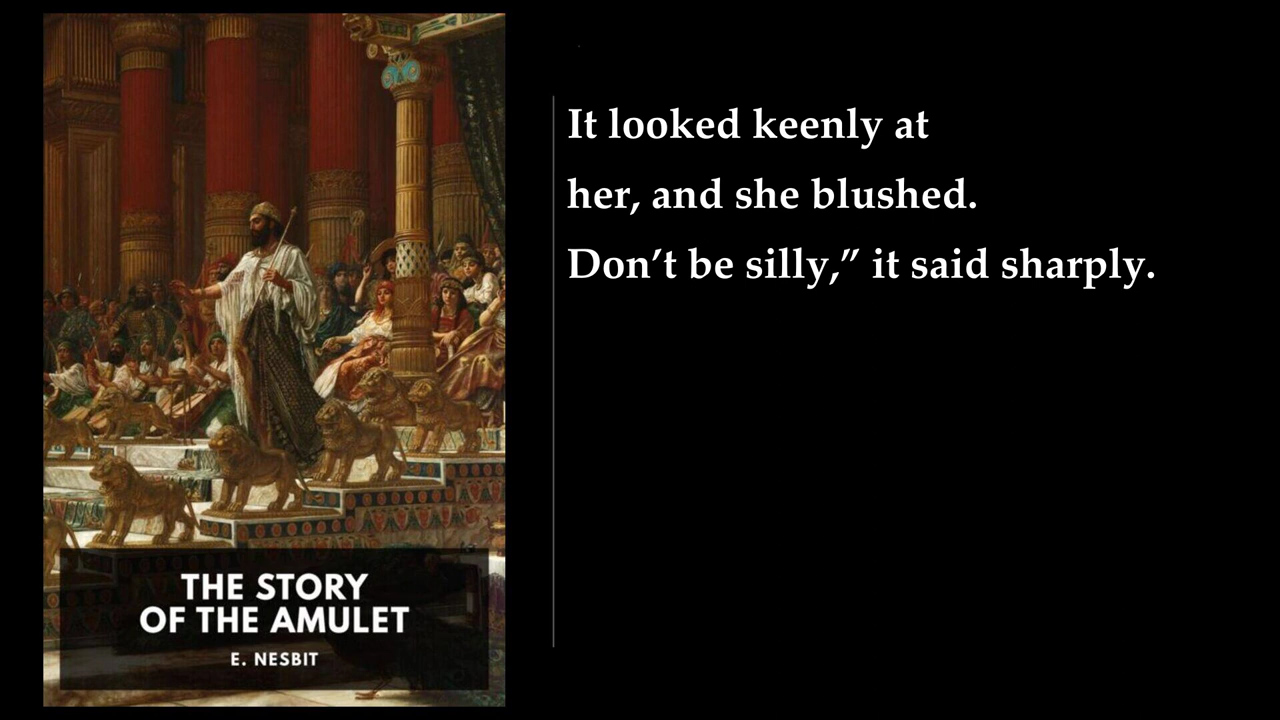 It looked keenly at
her, and she blushed.
Don’t be silly,” it said sharply.
THE STORY
OF THE AMULET
E. NESBIT